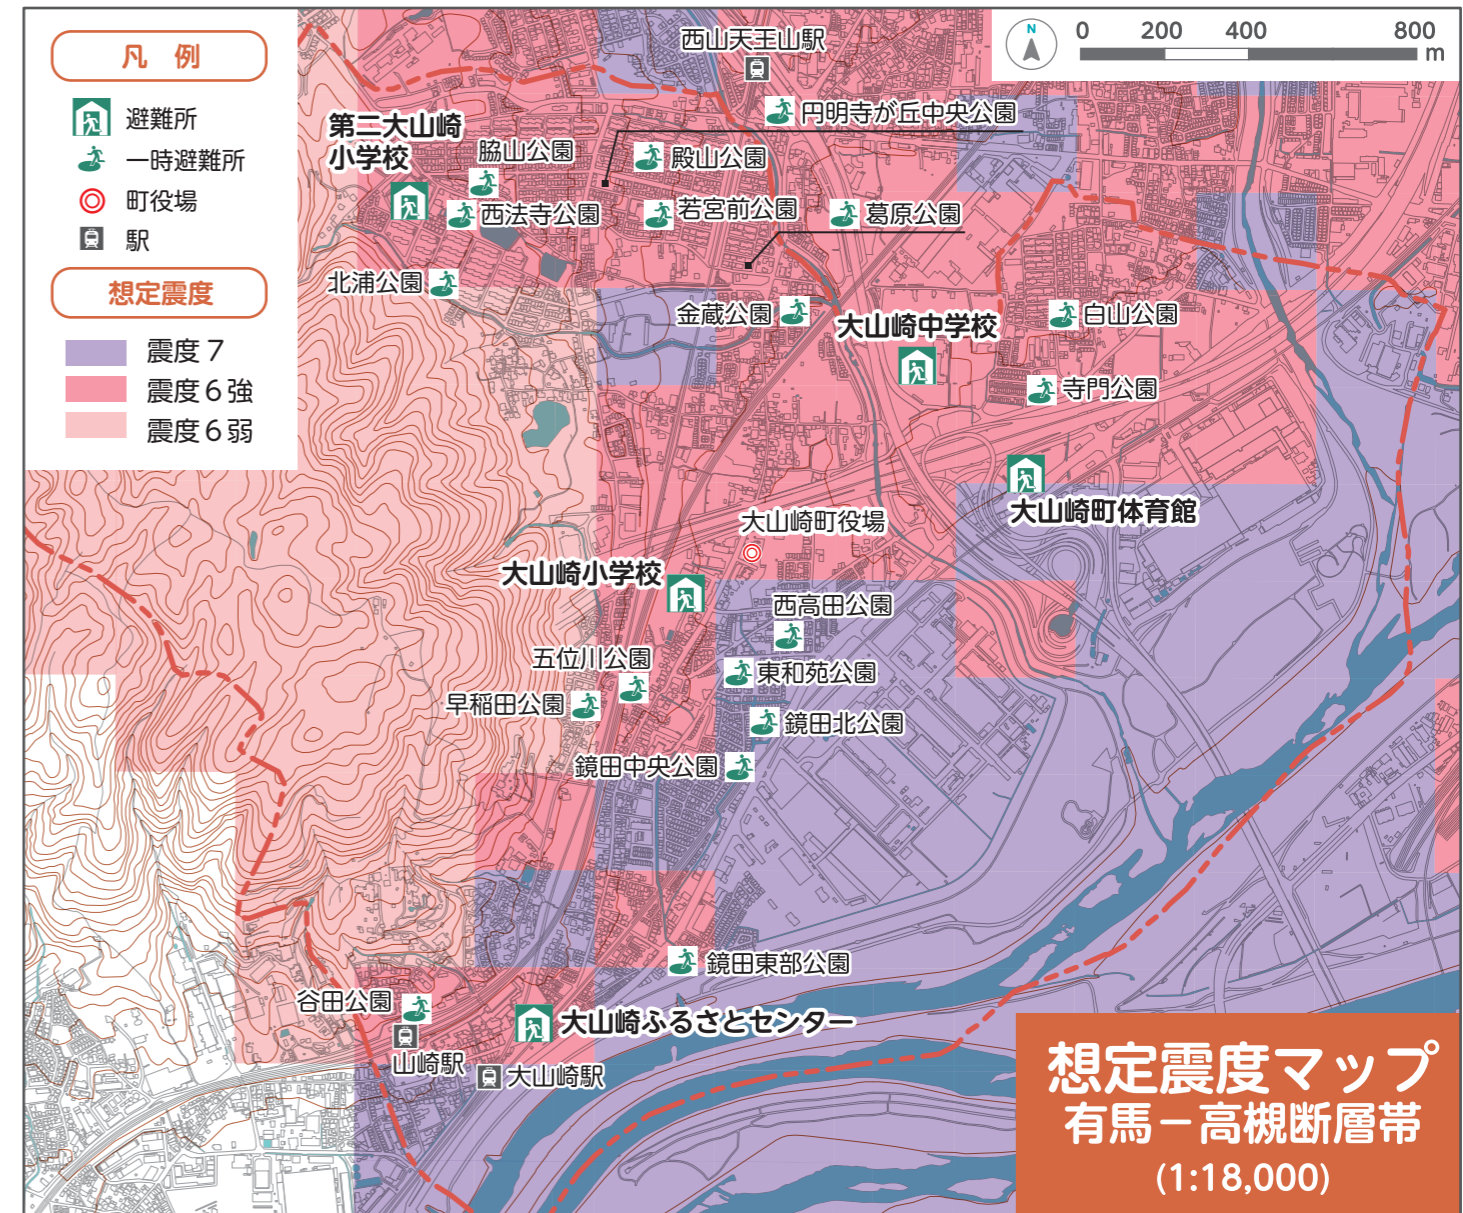 凡 例
避難所
一時避難所
町役場
駅
想定震度
震度7
震度6強
震度6弱
N
0 200 400 800 m
西山天王山駅
円明寺が丘中央公園
第二大山崎
小学校
脇山公園
殿山公園
西法寺公園
若宮前公園
葛原公園
北浦公園
金蔵公園
大山崎中学校
白山公園
寺門公園
大山崎町体育館
大山崎町役場
大山崎小学校
西高田公園
五位川公園
東和苑公園
早稲田公園
鏡田北公園
鏡田中央公園
鏡田東部公園
谷田公園
大山崎ふるさとセンター
山崎駅
大山崎駅
想定震度マップ
有馬－高槻断層帯
(1:18,000)